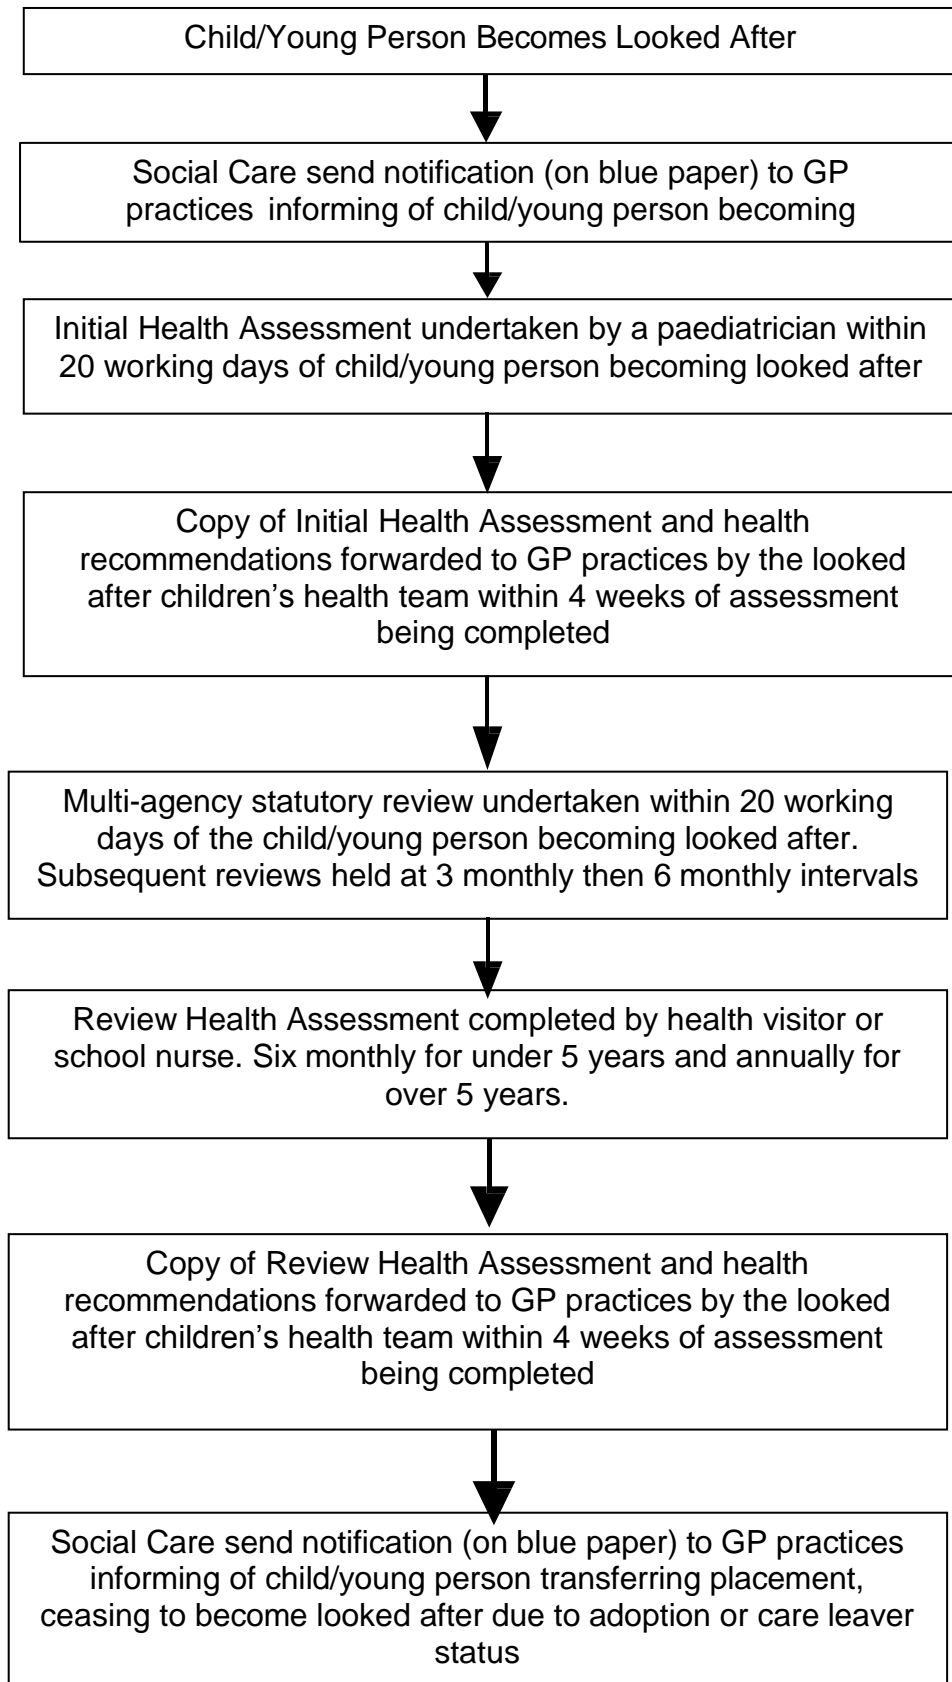 Child/Young Person Becomes Looked After
Social Care send notification (on blue paper) to GP
practices informing of child/young person becoming
Initial Health Assessment undertaken by a paediatrician within
20 working days of child/young person becoming looked after
Copy of Initial Health Assessment and health
recommendations forwarded to GP practices by the looked
after children’s health team within 4 weeks of assessment
being completed
Multi-agency statutory review undertaken within 20 working
days of the child/young person becoming looked after.
Subsequent reviews held at 3 monthly then 6 monthly intervals
Review Health Assessment completed by health visitor or
school nurse. Six monthly for under 5 years and annually for
over 5 years.
Copy of Review Health Assessment and health
recommendations forwarded to GP practices by the looked
after children’s health team within 4 weeks of assessment
being completed
Social Care send notification (on blue paper) to GP practices
informing of child/young person transferring placement,
ceasing to become looked after due to adoption or care leaver
status